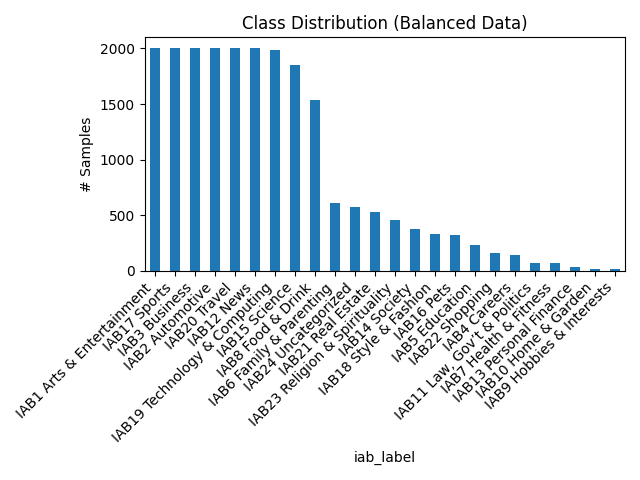 Class Distribution (Balanced Data)
# Samples
2000
1500
1000
500
0
IAB1 Arts & Entertainment
IAB17 Sports
IAB3 Business
IAB2 Automotive
IAB20 Travel
IAB12 News
IAB19 Technology & Computing
IAB15 Science
IAB8 Food & Drink
IAB6 Family & Parenting
IAB24 Uncategorized
IAB21 Real Estate
IAB23 Religion & Spirituality
IAB14 Society
IAB18 Style & Fashion
IAB16 Pets
IAB5 Education
IAB22 Shopping
IAB4 Careers
IAB11 Law, Gov't & Politics
IAB7 Health & Fitness
IAB13 Personal Finance
IAB10 Home & Garden
IAB9 Hobbies & Interests
iab_label